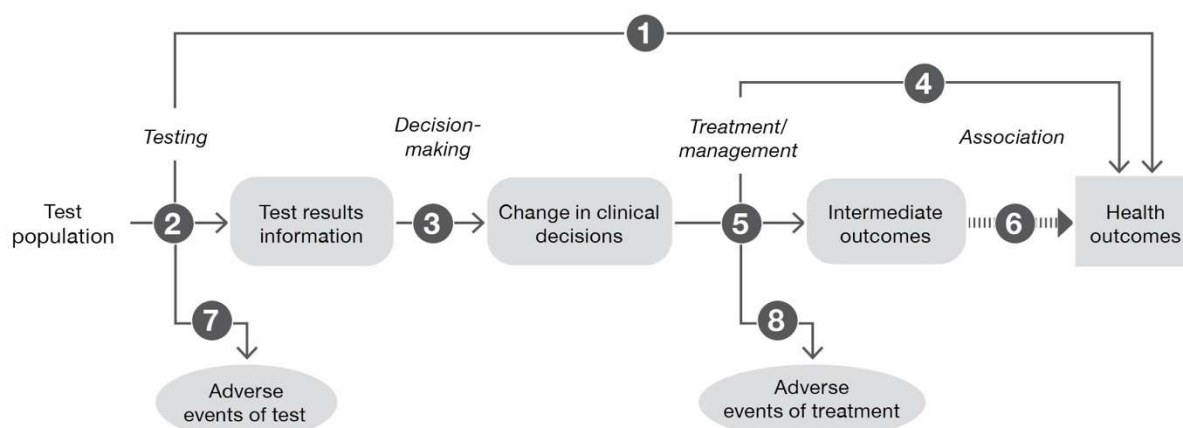 1
4
Testing
Decision-
making
Treatment/
management
Association
Test
population
2
Test results
information
3
Change in clinical
decisions
5
Intermediate
outcomes
6
Health
outcomes
7
8
Adverse
events of test
Adverse
events of treatment